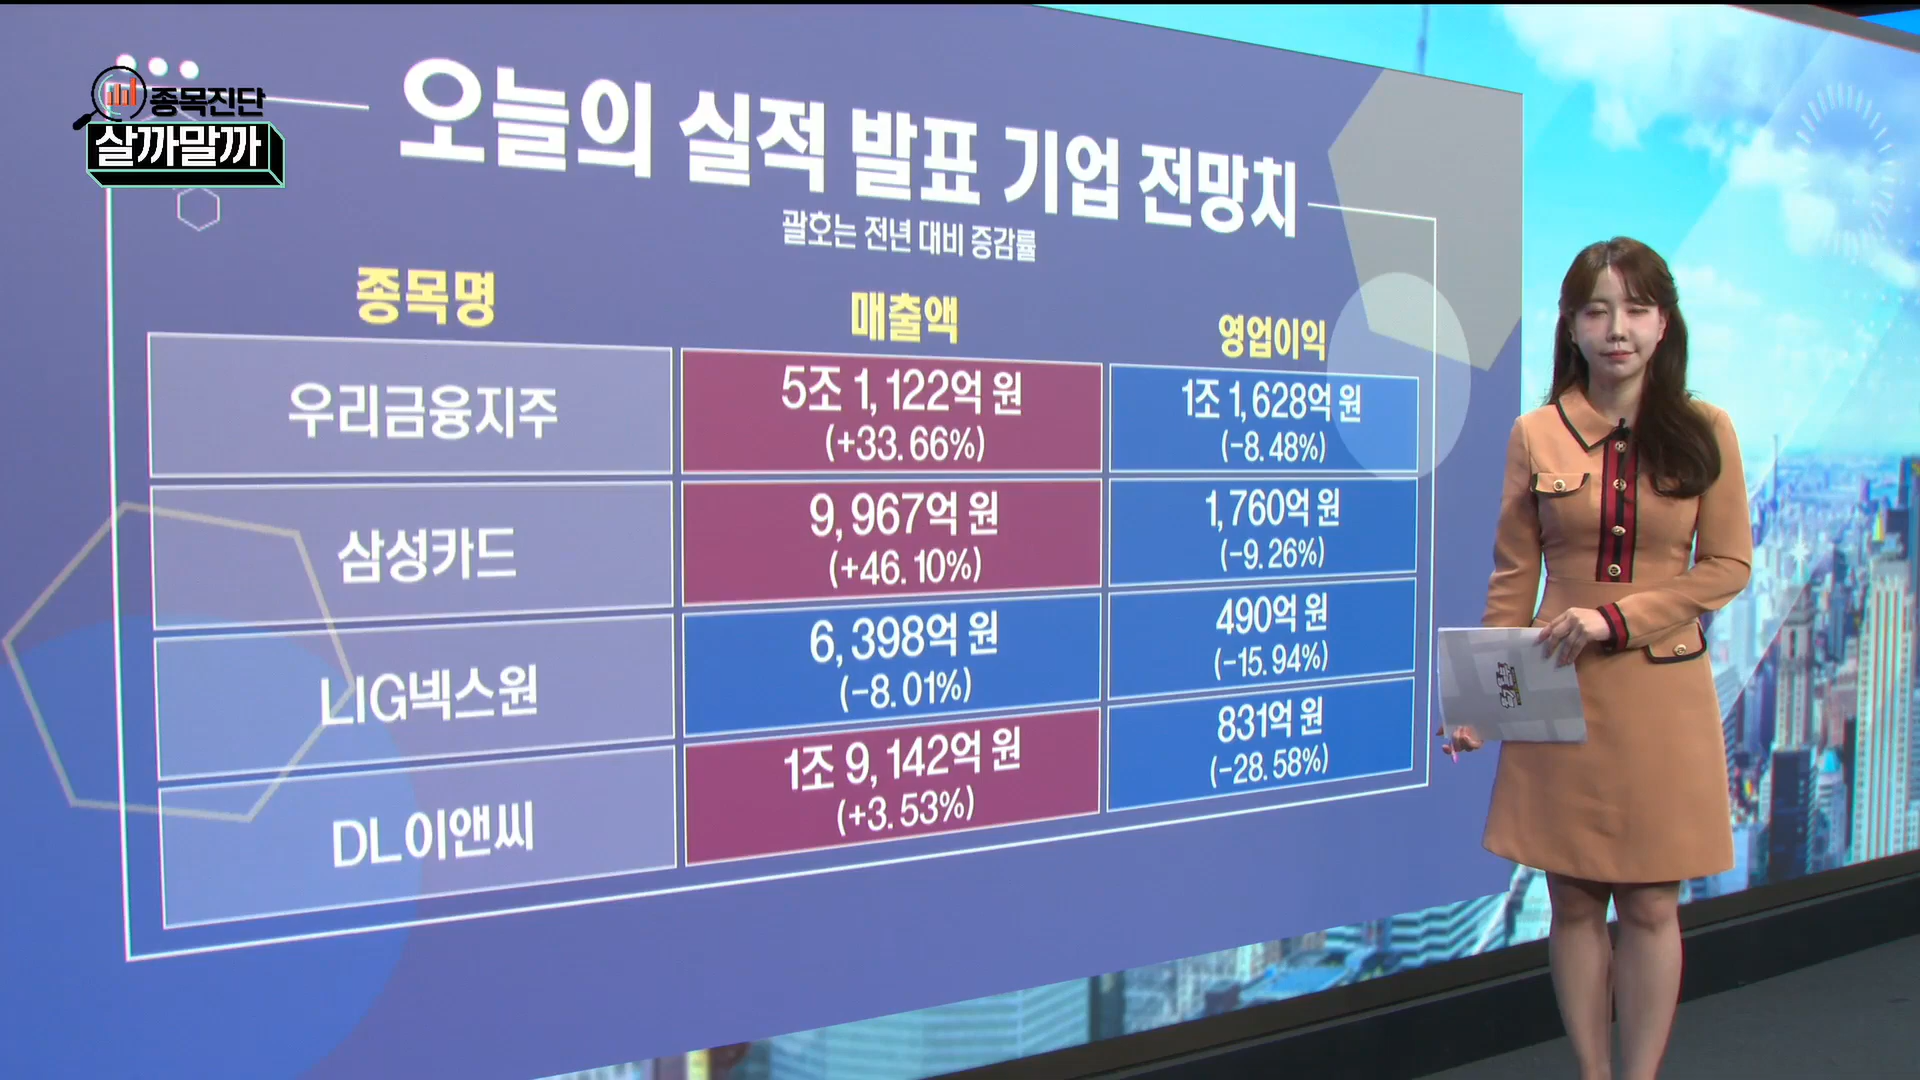 종목진단
살까말까
오늘의 실적 발표 기업 전망치
괄호는 전년 대비 증감률
종목명 매출액 영업이익
우리금융지주 5조 1,122억 원 (+33.66%) 1조 1,628억 원 (-8.48%)
삼성카드 9,967억 원 (+46.10%) 1,760억 원 (-9.26%)
LIG넥스원 6,398억 원 (-8.01%) 490억 원 (-15.94%)
DL이앤씨 1조 9,142억 원 (+3.53%) 831억 원 (-28.58%)